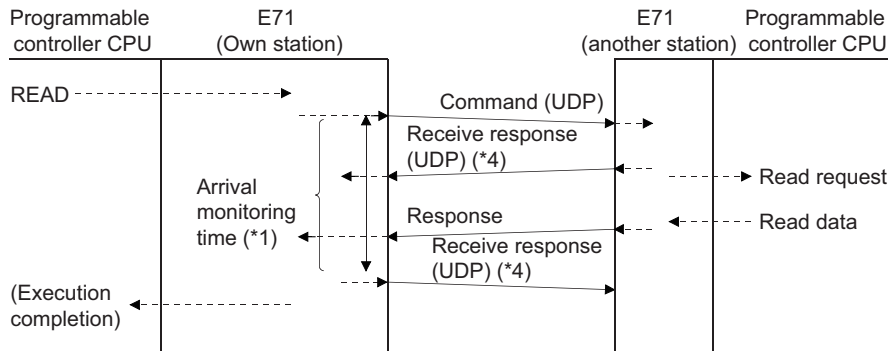 Programmable
controller CPU
E71
(Own station)
E71
(another station)
Programmable
controller CPU
READ
Command (UDP)
Receive response
(UDP) (*4)
Read request
Arrival
monitoring
time (*1)
Response
Read data
Receive response
(UDP) (*4)
(Execution
completion)